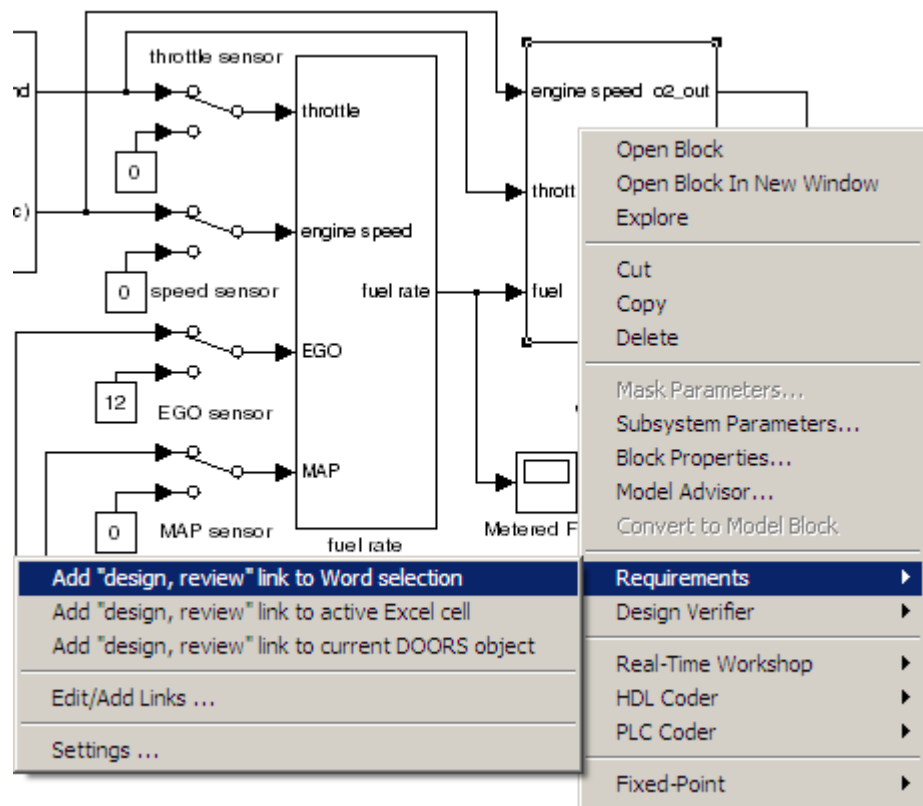 throttle sensor
nd
engine speed o2_out
throttle
0
Open Block
Open Block In New Window
thrott
Explore
c)
engine speed
Cut
0
speed sensor
fuel rate
fuel
Copy
Delete
EGO
12
EGO sensor
Mask Parameters...
Subsystem Parameters...
Block Properties...
MAP
Model Advisor...
0
MAP sensor
Metered F
Convert to Model Block
fuel rate
Add "design, review" link to Word selection
Requirements
Add "design, review" link to active Excel cell
Design Verifier
Add "design, review" link to current DOORS object
Real-Time Workshop
Edit/Add Links ...
HDL Coder
PLC Coder
Settings ...
Fixed-Point